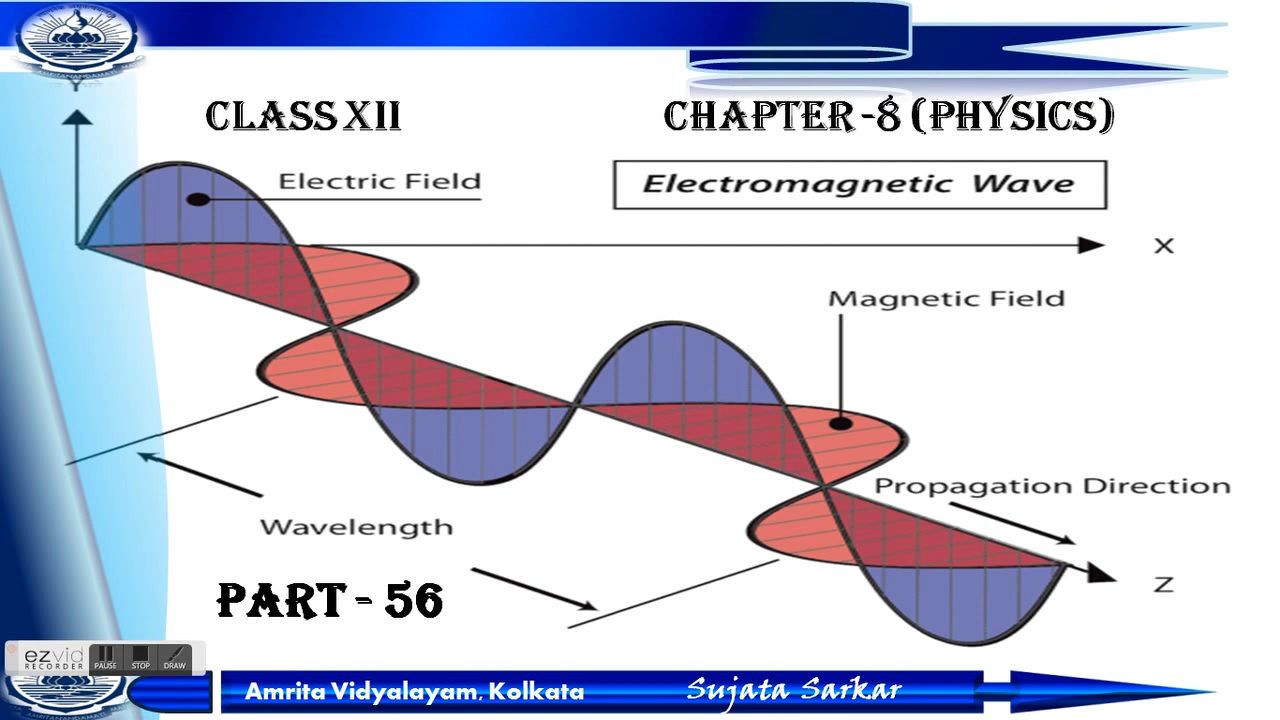 Y
CLASS XII
CHAPTER -8 (PHYSICS)
Electric Field
Electromagnetic Wave
X
Magnetic Field
Propagation Direction
Wavelength
Z
PART - 56
ezvid
RECORDER
PAUSE
STOP
DRAW
Amrita Vidyalayam, Kolkata
Sujata Sarkar